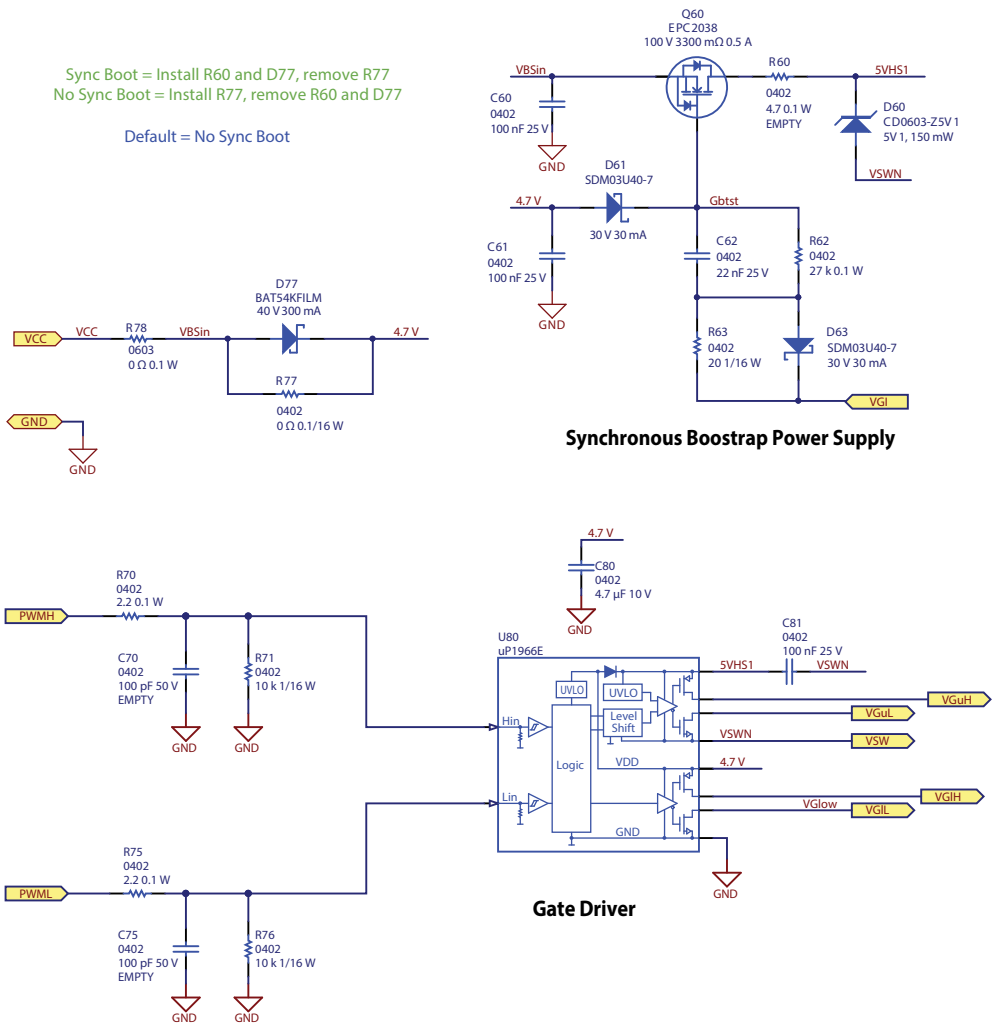 Sync Boot = Install R60 and D77, remove R77
No Sync Boot = Install R77, remove R60 and D77
Default = No Sync Boot
Q60
EPC2038
100 V 3300 mΩ 0.5 A
VBSin
C60
0402
100 nF 25 V
GND
R60
0402
4.7 0.1 W
EMPTY
5VHS1
D60
CD0603-Z5V1
5V1, 150 mW
VSWN
D61
SDM03U40-7
30 V 30 mA
4.7 V
Gbtst
C61
0402
100 nF 25 V
GND
C62
0402
22 nF 25 V
R62
0402
27 k 0.1 W
R63
0402
20 1/16 W
D63
SDM03U40-7
30 V 30 mA
VGI
Synchronous Boostrap Power Supply
D77
BAT54KFILM
40 V 300 mA
VCC
VCC
R78
0603
0 Ω 0.1 W
VBSin
4.7 V
R77
0402
0 Ω 0.1/16 W
GND
GND
4.7 V
C80
0402
4.7 µF 10 V
GND
R70
0402
2.2 0.1 W
PWMH
C70
0402
100 pF 50 V
EMPTY
GND
R71
0402
10 k 1/16 W
GND
U80
uP1966E
UVLO
UVLO
Hin
Level
Shift
Logic
VDD
Lin
GND
5VHS1
C81
0402
100 nF 25 V
VSWN
VGuH
VGuL
VSWN
VSW
4.7 V
VGIH
VGlow
VGIL
GND
R75
0402
2.2 0.1 W
PWML
C75
0402
100 pF 50 V
EMPTY
GND
R76
0402
10 k 1/16 W
GND
Gate Driver